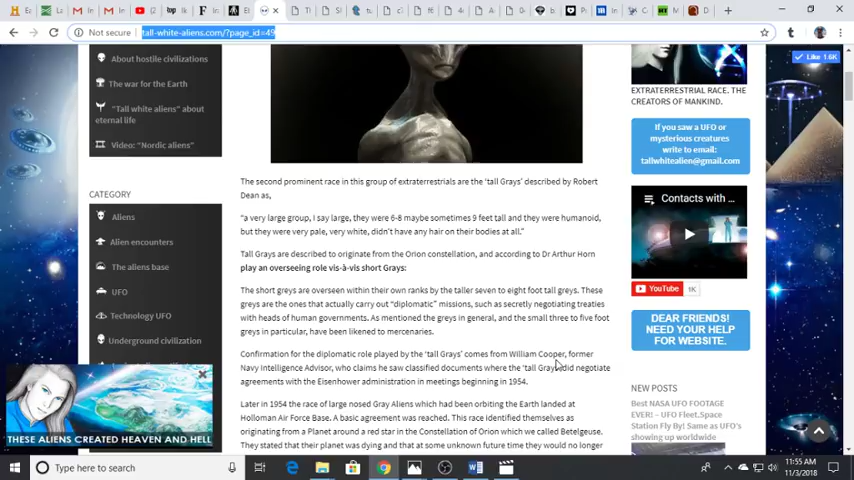 Not secure
tall-white-aliens.com/?page_id=49
Like 1.6K
About hostile civilizations
The war for the Earth
"Tall white aliens" about
eternal life
Video: "Nordic aliens"
CATEGORY
Aliens
Alien encounters
The aliens base
UFO
Technology UFO
Underground civilization
THESE ALIENS CREATED HEAVEN AND HELL
The second prominent race in this group of extraterrestrials are the 'tall Grays' described by Robert
Dean as,
"a very large group, I say large, they were 6-8 maybe sometimes 9 feet tall and they were humanoid,
but they were very pale, very white, didn't have any hair on their bodies at all."
Tall Grays are described to originate from the Orion constellation, and according to Dr Arthur Horn
play an overseeing role vis-à-vis short Grays:
The short greys are overseen within their own ranks by the taller seven to eight foot tall greys. These
greys are the ones that actually carry out "diplomatic" missions, such as secretly negotiating treaties
with heads of human governments. As mentioned the greys in general, and the small three to five foot
greys in particular, have been likened to mercenaries.
Confirmation for the diplomatic role played by the 'tall Grays' comes from William Cooper, former
Navy Intelligence Advisor, who claims he saw classified documents where the 'tall Grays did negotiate
agreements with the Eisenhower administration in meetings beginning in 1954.
Later in 1954 the race of large nosed Gray Aliens which had been orbiting the Earth landed at
Holloman Air Force Base. A basic agreement was reached. This race identified themselves as
originating from a Planet around a red star in the Constellation of Orion which we called Betelgeuse.
They stated that their planet was dying and that at some unknown future time they would no longer
EXTRATERRESTRIAL RACE. THE
CREATORS OF MANKIND.
If you saw a UFO or
mysterious creatures
write to email:
tallwhitealien@gmail.com
Contacts with ...
YouTube 1K
DEAR FRIENDS!
NEED YOUR HELP
FOR WEBSITE.
NEW POSTS
Best NASA UFO FOOTAGE
EVER! – UFO Fleet.Space
Station Fly By! Same as UFO's
showing up worldwide
Type here to search
11:55 AM
11/3/2018